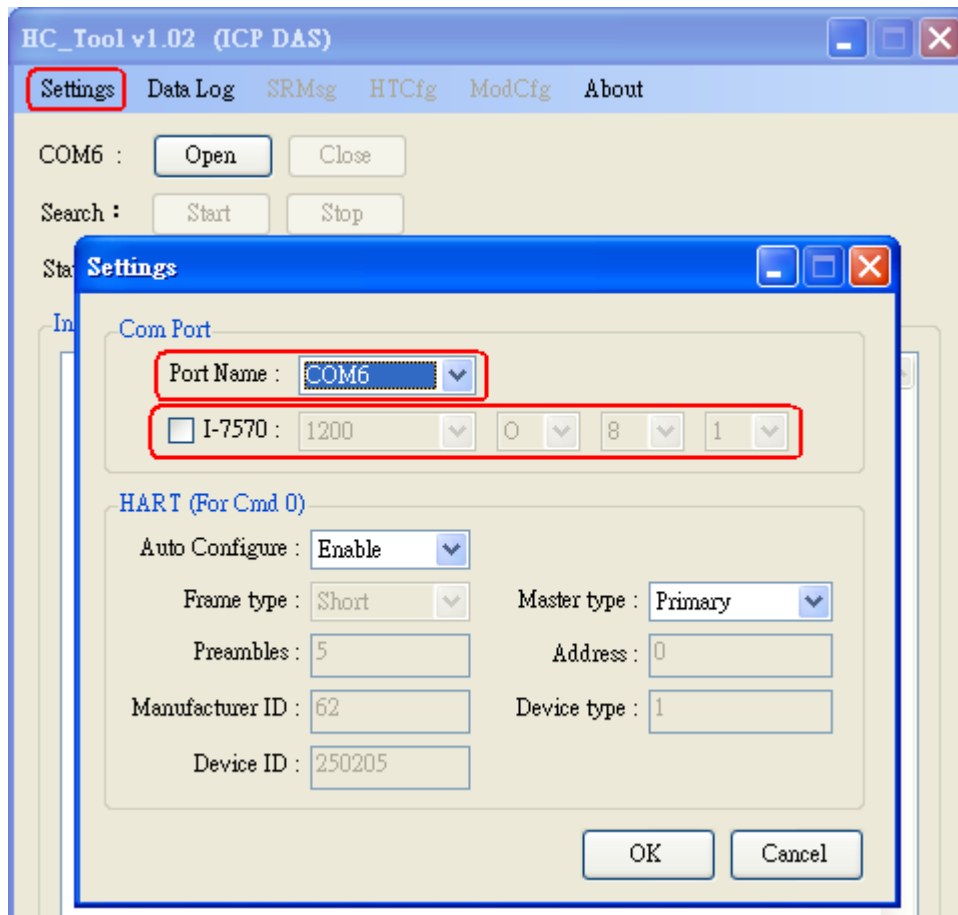 HC_Tool v1.02 (ICP DAS)
Settings Data Log SRMsg HTCfg ModCfg About
COM6 : Open Close
Search : Start Stop
Sta
Settings
In
Com Port
Port Name : COM6
I-7570 : 1200 O 8 1
HART (For Cmd 0)
Auto Configure : Enable
Frame type : Short Master type : Primary
Preambles : 5 Address : 0
Manufacturer ID : 62 Device type : 1
Device ID : 250205
OK Cancel